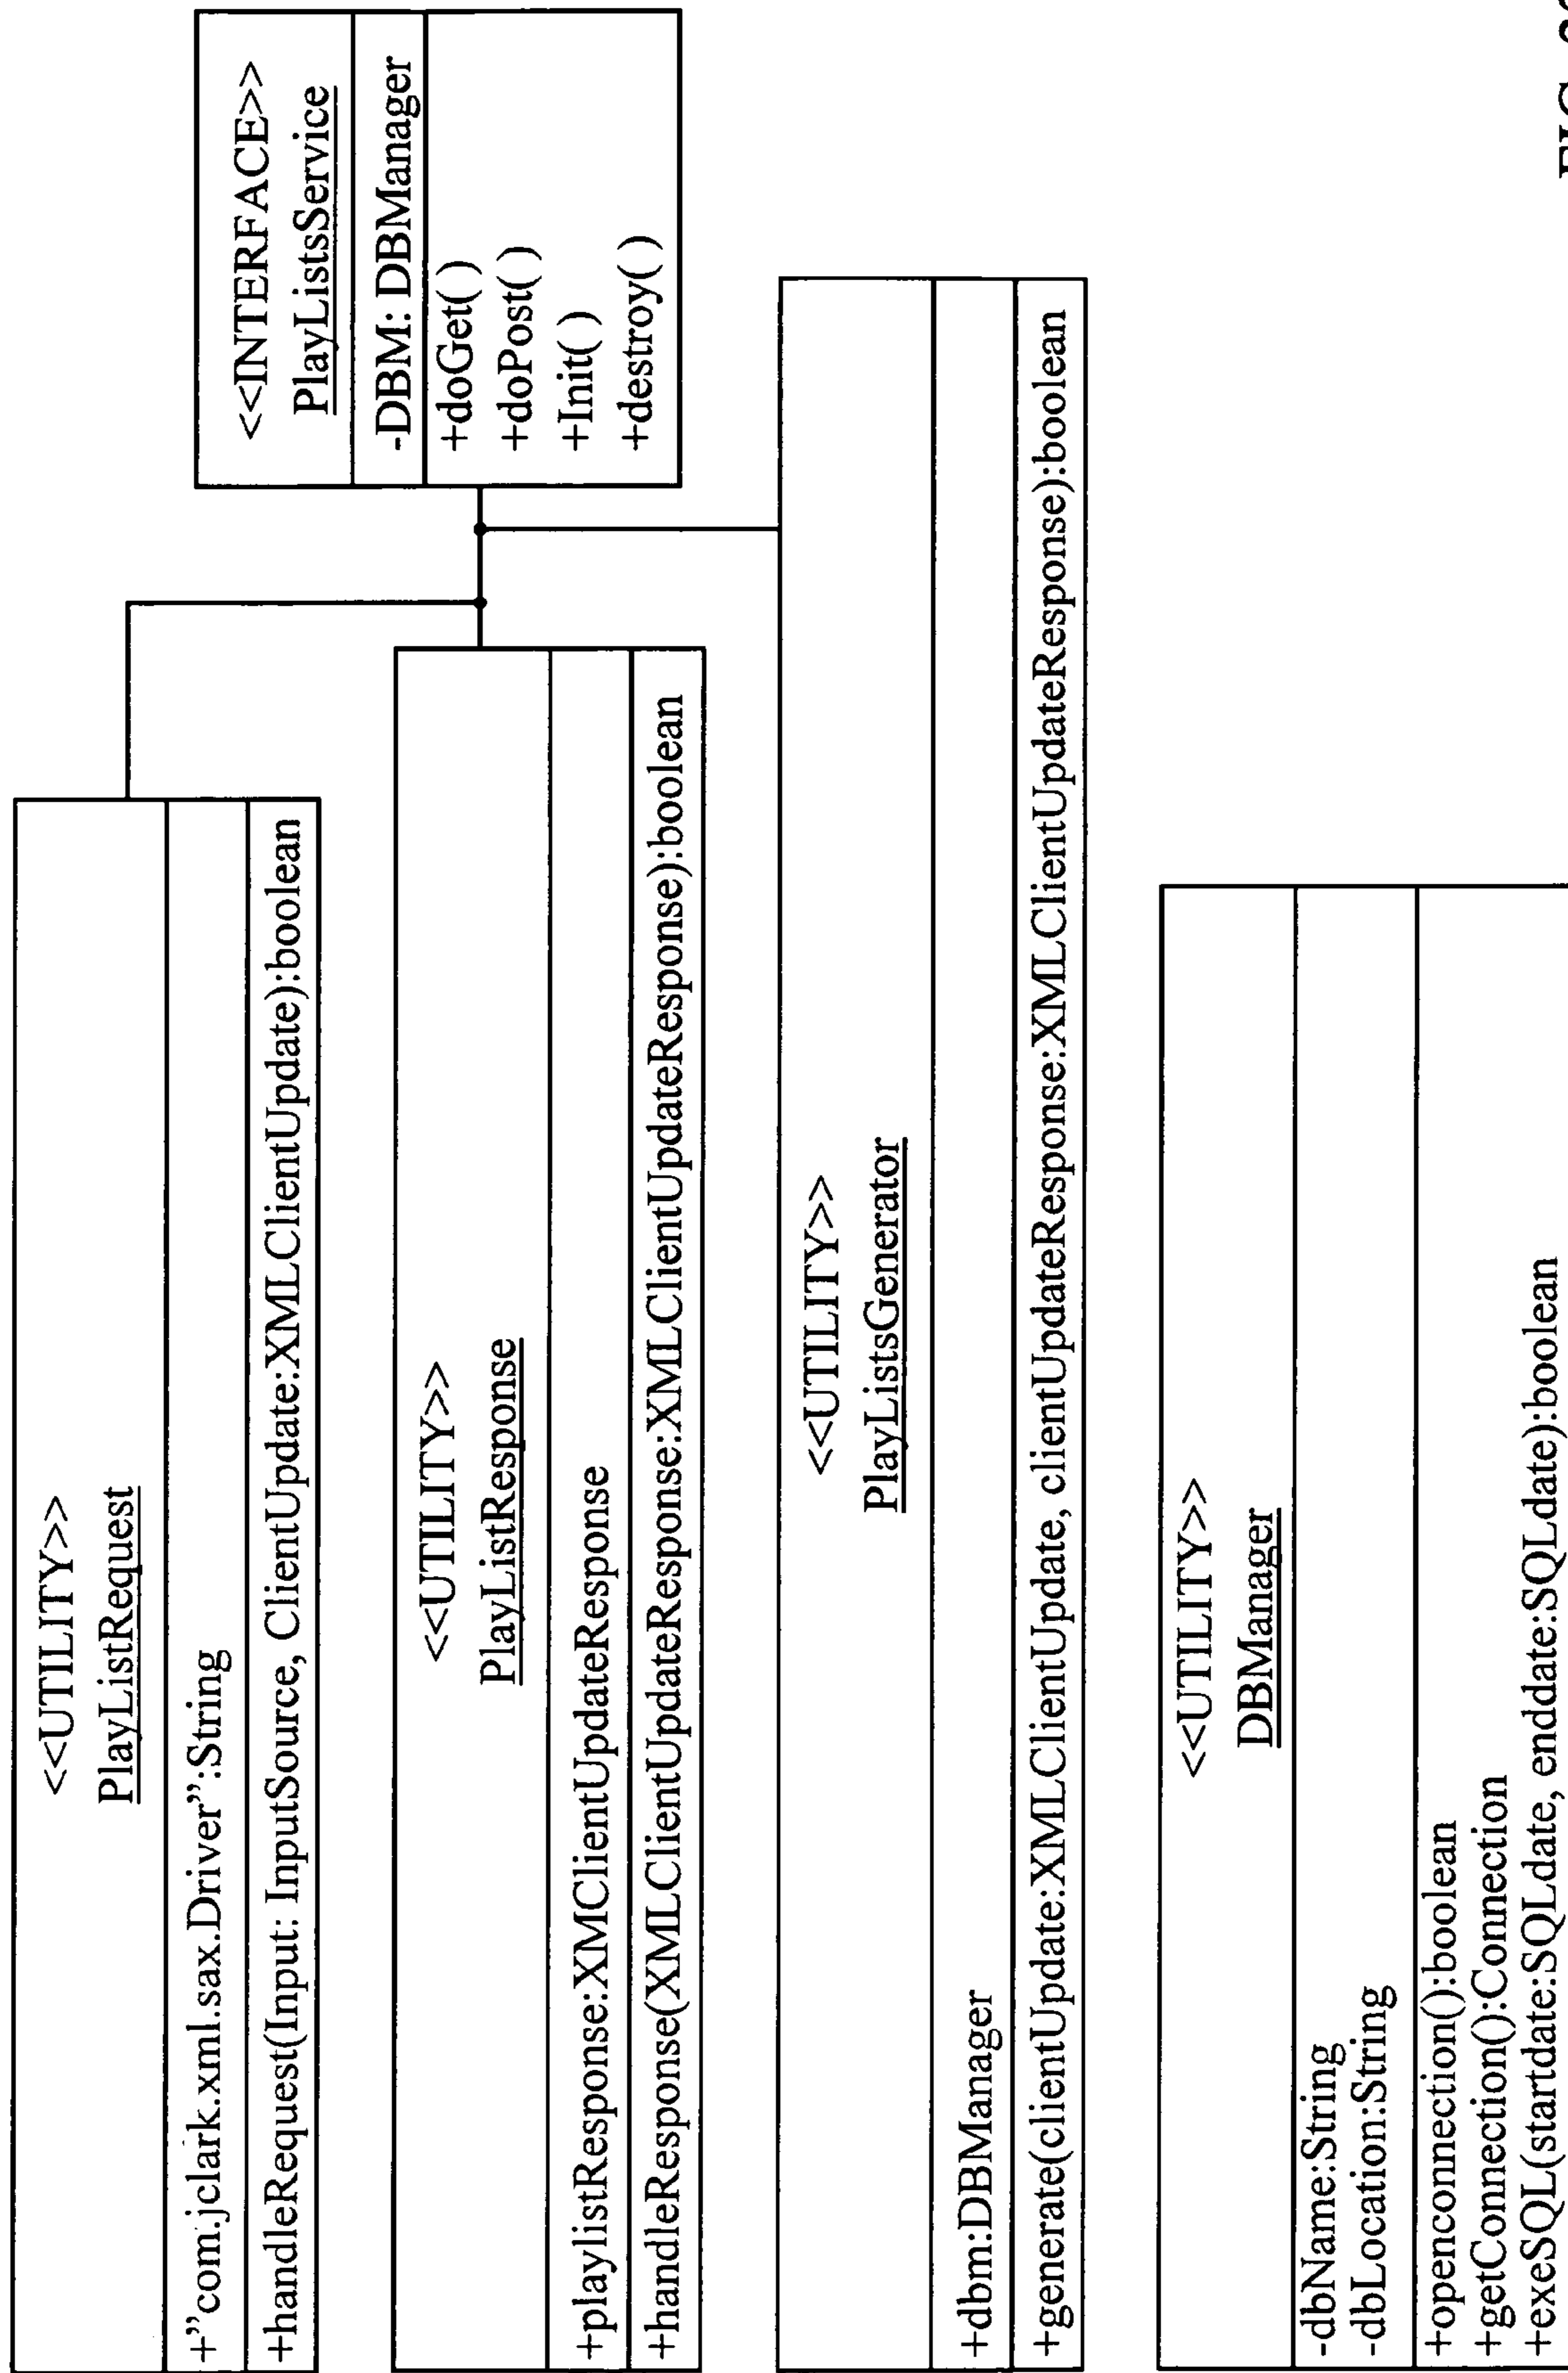 <<UTILITY>>
PlayListRequest
+”com.jclark.xml.sax.Driver”:String
+handleRequest(Input: InputSource, ClientUpdate:XMLClientUpdate):boolean
<<UTILITY>>
PlayListResponse
+playlistResponse:XMClientUpdateResponse
+handleResponse(XMLClientUpdateResponse:XMLClientUpdateResponse):boolean
<<INTERFACE>>
PlayListsService
-DBM: DBManager
+doGet( )
+doPost( )
+Init( )
+destroy( )
<<UTILITY>>
PlayListsGenerator
+dbm:DBManager
+generate(clientUpdate:XMLClientUpdate, clientUpdateResponse:XMLClientUpdateResponse):boolean
<<UTILITY>>
DBManager
-dbName:String
-dbLocation:String
+openconnection():boolean
+getConnection():Connection
+exeSQL(startdate:SQLdate, enddate:SQLdate):boolean
FIG.